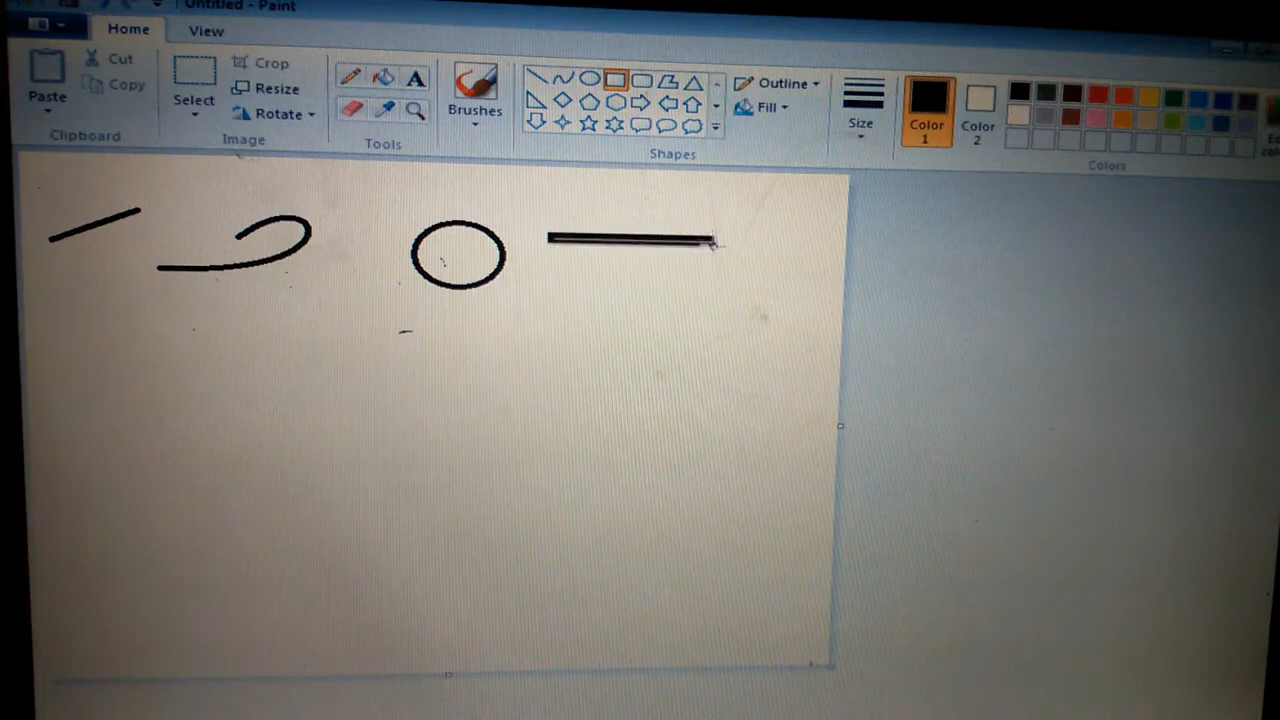 Untitled - Paint
Home View
Cut
Copy
Paste
Clipboard
Select
Crop
Resize
Rotate
Image
A
Tools
Brushes
Shapes
Outline
Fill
Size
Color 1
Color 2
Colors